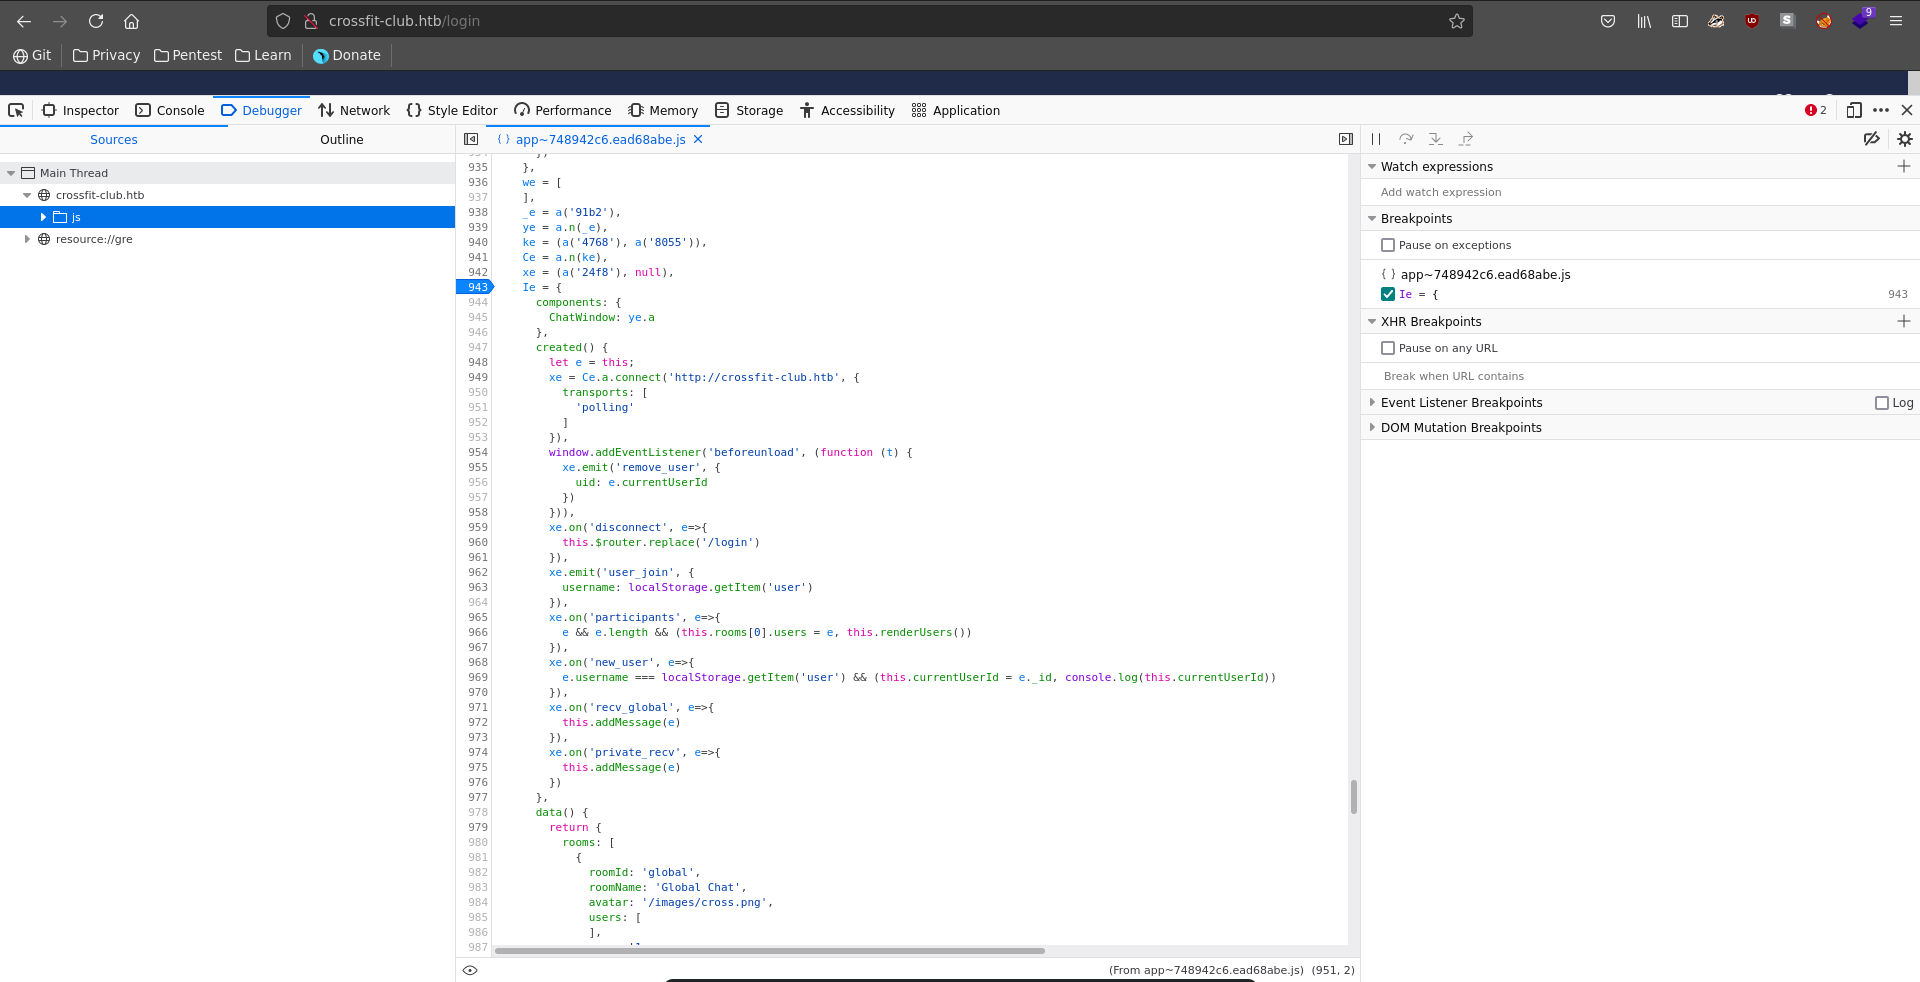 crossfit-club.htb/login
9
Git Privacy Pentest Learn Donate
Inspector Console Debugger Network Style Editor Performance Memory Storage Accessibility Application 2
Sources Outline
Main Thread
crossfit-club.htb
js
resource://gre
app~748942c6.ead68abe.js
935 },
936 we = [
937 ],
938 _e = a('91b2'),
939 ye = a.n(_e),
940 ke = (a('4768'), a('8055')),
941 Ce = a.n(ke),
942 xe = (a('24f8'), null),
943 Ie = {
944 components: {
945 ChatWindow: ye.a
946 },
947 created() {
948 let e = this;
949 xe = Ce.a.connect('http://crossfit-club.htb', {
950 transports: [
951 'polling'
952 ]
953 }),
954 window.addEventListener('beforeunload', (function (t) {
955 xe.emit('remove_user', {
956 uid: e.currentUserId
957 })
958 })),
959 xe.on('disconnect', e=>{
960 this.$router.replace('/login')
961 }),
962 xe.emit('user_join', {
963 username: localStorage.getItem('user')
964 }),
965 xe.on('participants', e=>{
966 e && e.length && (this.rooms[0].users = e, this.renderUsers())
967 }),
968 xe.on('new_user', e=>{
969 e.username === localStorage.getItem('user') && (this.currentUserId = e._id, console.log(this.currentUserId))
970 }),
971 xe.on('recv_global', e=>{
972 this.addMessage(e)
973 }),
974 xe.on('private_recv', e=>{
975 this.addMessage(e)
976 })
977 },
978 data() {
979 return {
980 rooms: [
981 {
982 roomId: 'global',
983 roomName: 'Global Chat',
984 avatar: '/images/cross.png',
985 users: [
986 ],
987
(From app~748942c6.ead68abe.js) (951, 2)
Watch expressions
Add watch expression
Breakpoints
Pause on exceptions
app~748942c6.ead68abe.js
Ie = { 943
XHR Breakpoints
Pause on any URL
Break when URL contains
Event Listener Breakpoints Log
DOM Mutation Breakpoints